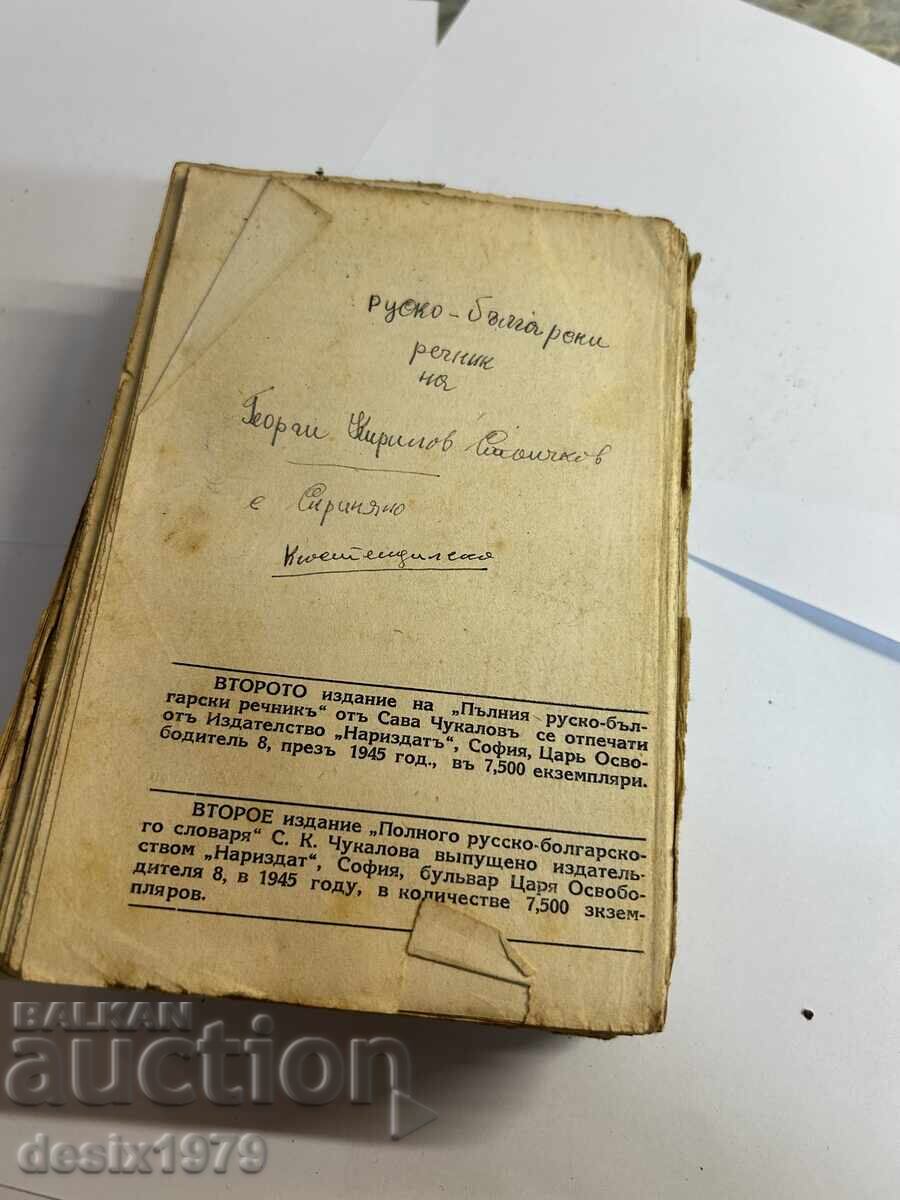 Руско-български
речник
на
Георги Кирилов Стоичков
с Скриняно
Кюстендилско
ВТОРОТО издание на „Пълния руско-бъл-
гарски речникъ“ отъ Сава Чукаловъ се отпечати
отъ Издателство „Нариздатъ“, София, Царь Осво-
бодитель 8, презъ 1945 год., въ 7,500 екземпляри.
ВТОРОЕ издание „Полного русско-болгарско-
го словаря“ С. К. Чукалова выпущено издатель-
ством „Нариздат“, София, бульвар Царя Освобо-
дителя 8, в 1945 году, в количестве 7,500 экзем-
пляров.
BALKAN
auction
desix1979